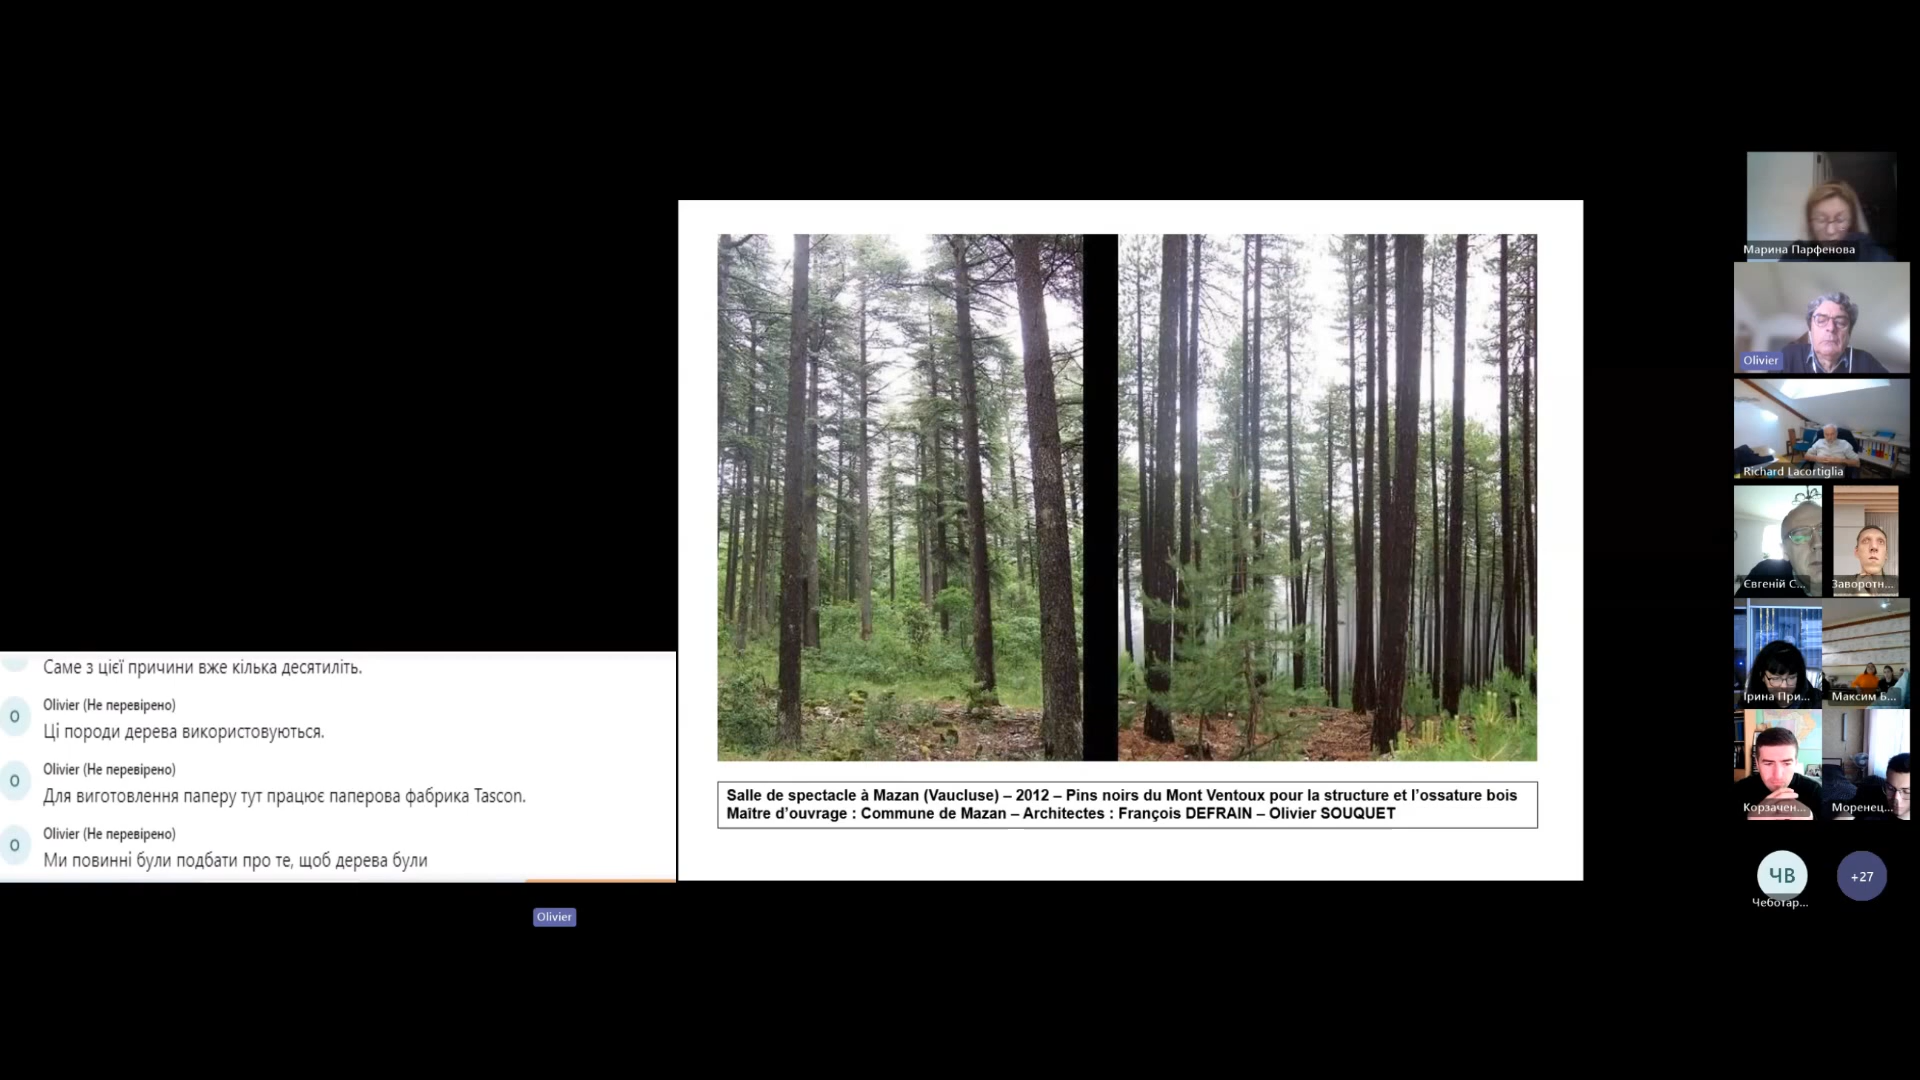 Саме з цієї причини вже кілька десятиліть.
О
Olivier (Не перевірено)
Ці породи дерева використовуються.
О
Olivier (Не перевірено)
Для виготовлення паперу тут працює паперова фабрика Tascon.
О
Olivier (Не перевірено)
Ми повинні були подбати про те, щоб дерева були
Olivier
Salle de spectacle à Mazan (Vaucluse) – 2012 – Pins noirs du Mont Ventoux pour la structure et l’ossature bois
Maître d’ouvrage : Commune de Mazan – Architectes : François DEFRAIN – Olivier SOUQUET
Марина Парфенова
Olivier
Richard Lacortiglia
Євгеній С...
Заворотн...
Ірина При...
Максим Б...
Корзачен...
Моренец...
ЧВ
Чеботар...
+27